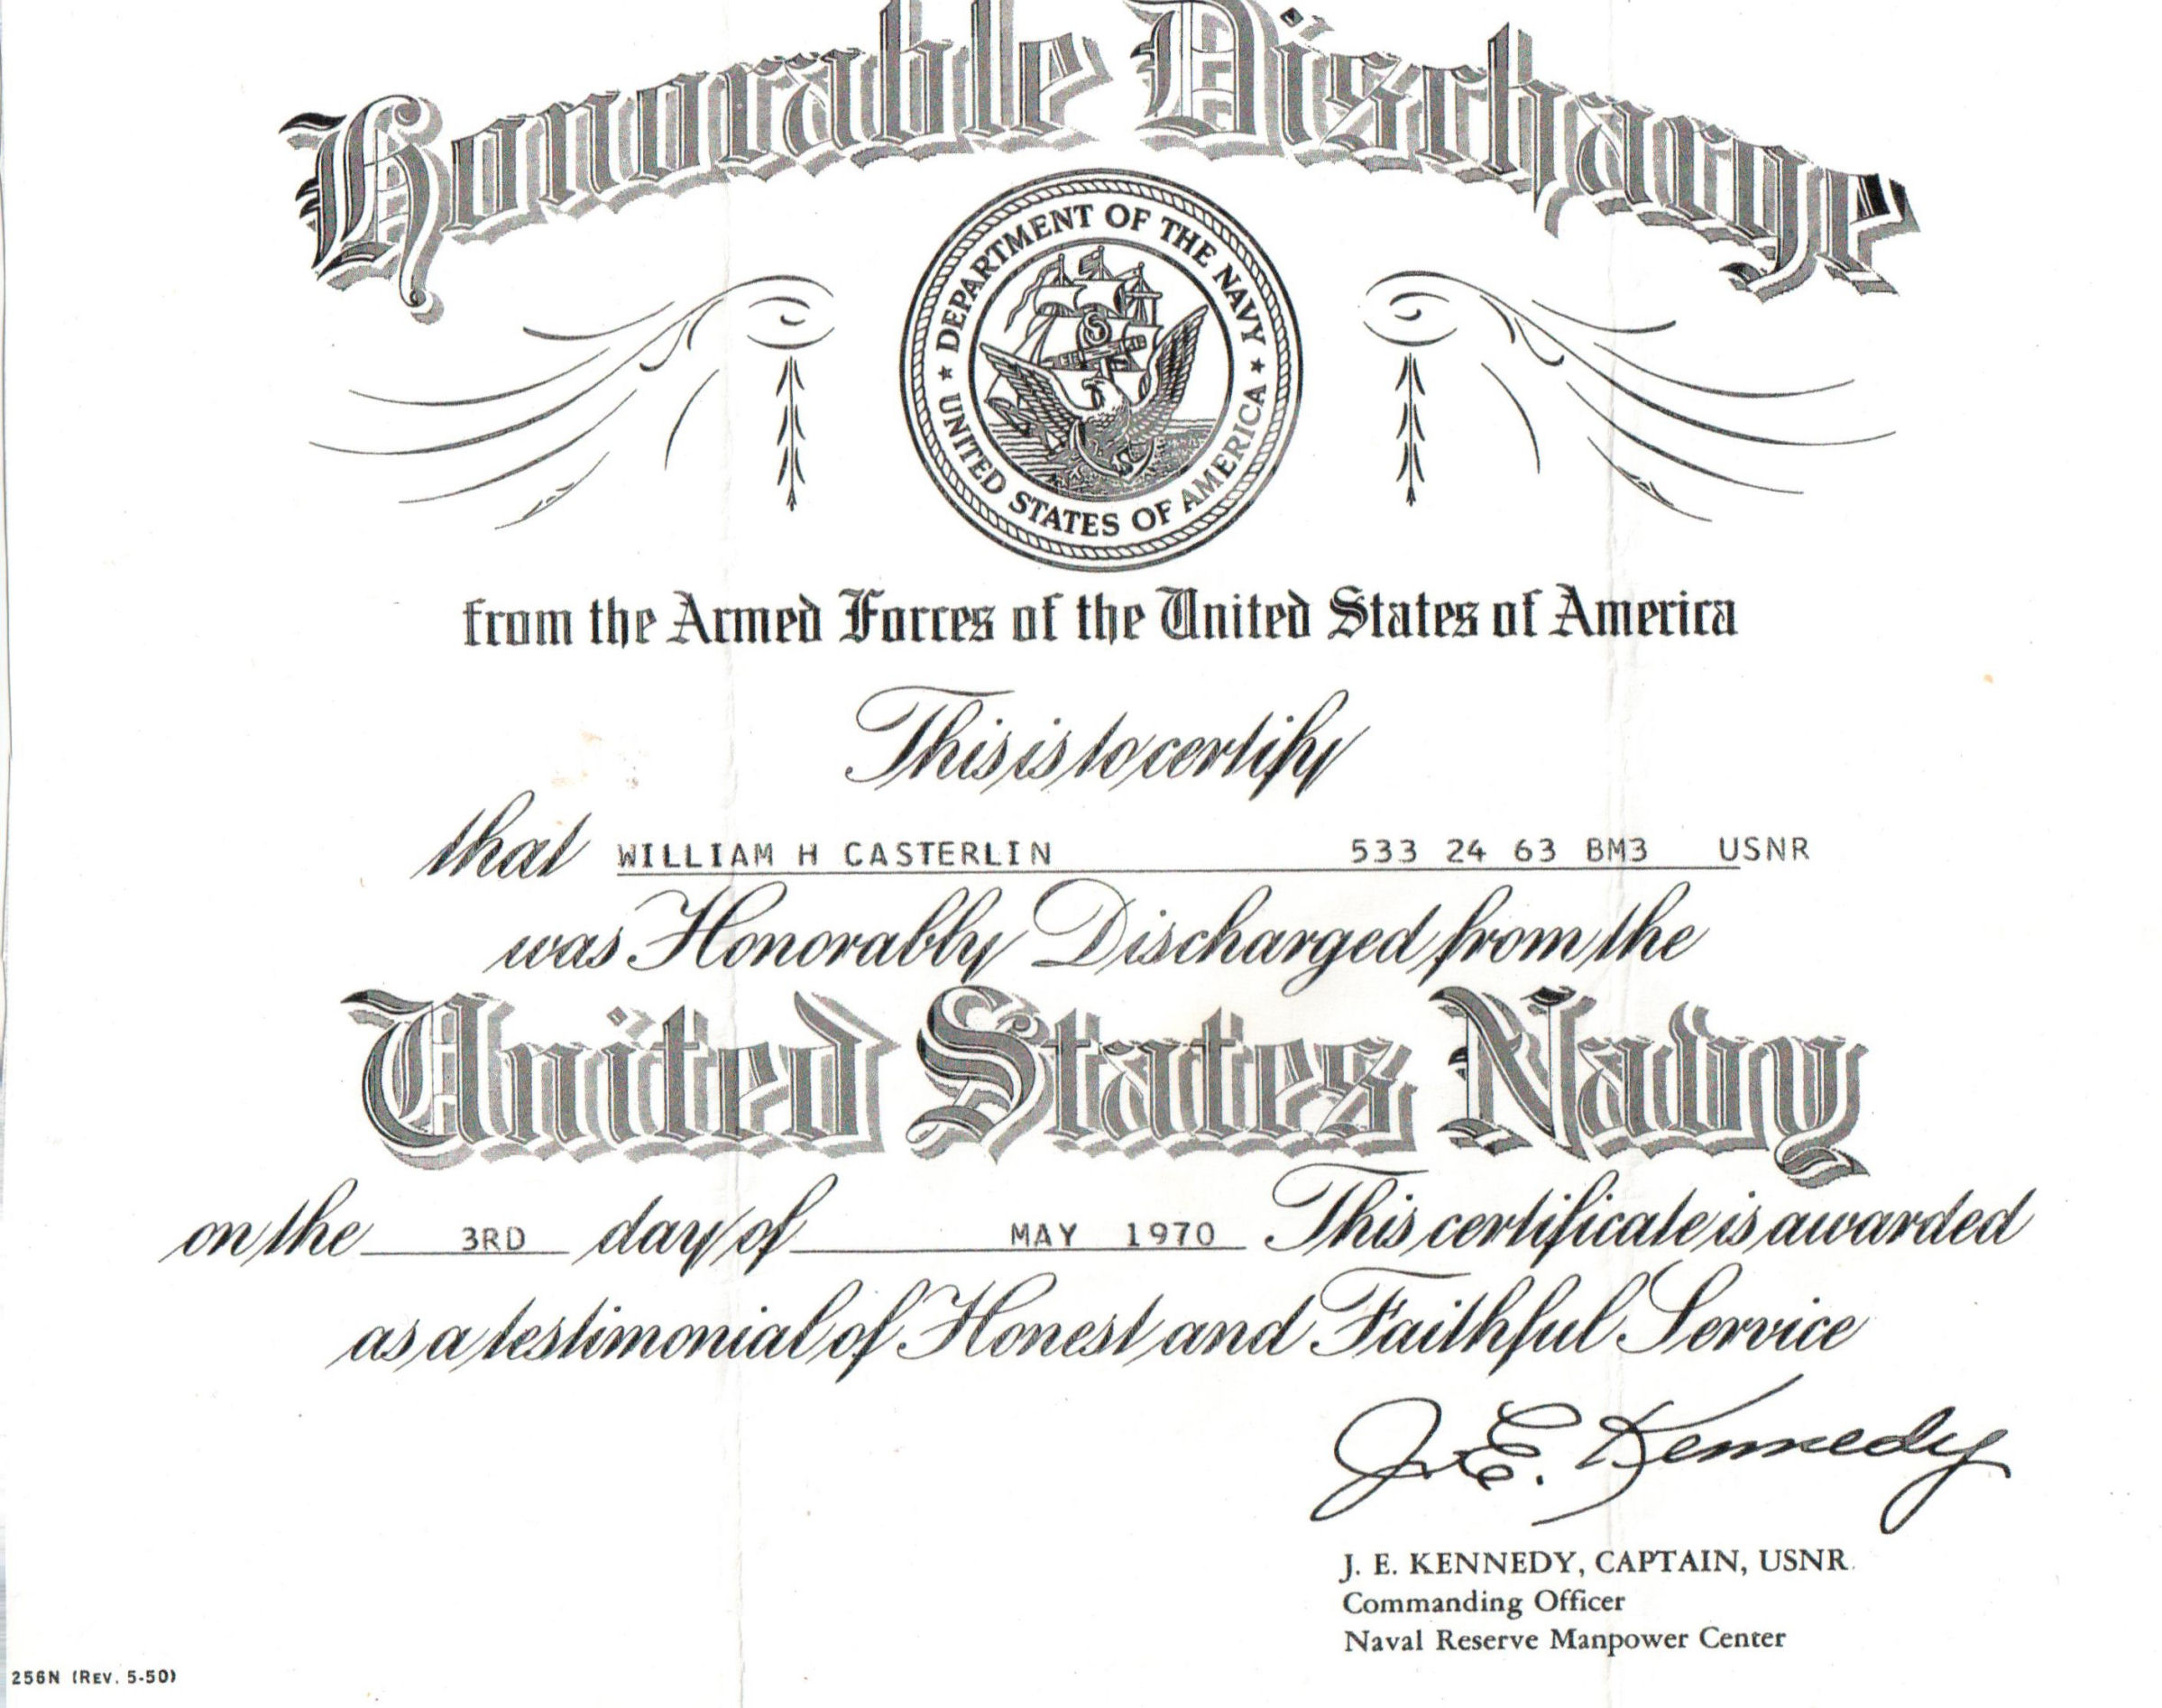 Honorable Discharge
DEPARTMENT OF THE NAVY
UNITED STATES OF AMERICA
from the Armed Forces of the United States of America
This is to certify
that WILLIAM H CASTERLIN 533 24 63 BM3 USNR
was Honorably Discharged from the
United States Navy
on the 3RD day of MAY 1970 This certificate is awarded
as a testimonial of Honest and Faithful Service
J. E. Kennedy
J. E. KENNEDY, CAPTAIN, USNR
Commanding Officer
Naval Reserve Manpower Center
256N (REV. 5-50)